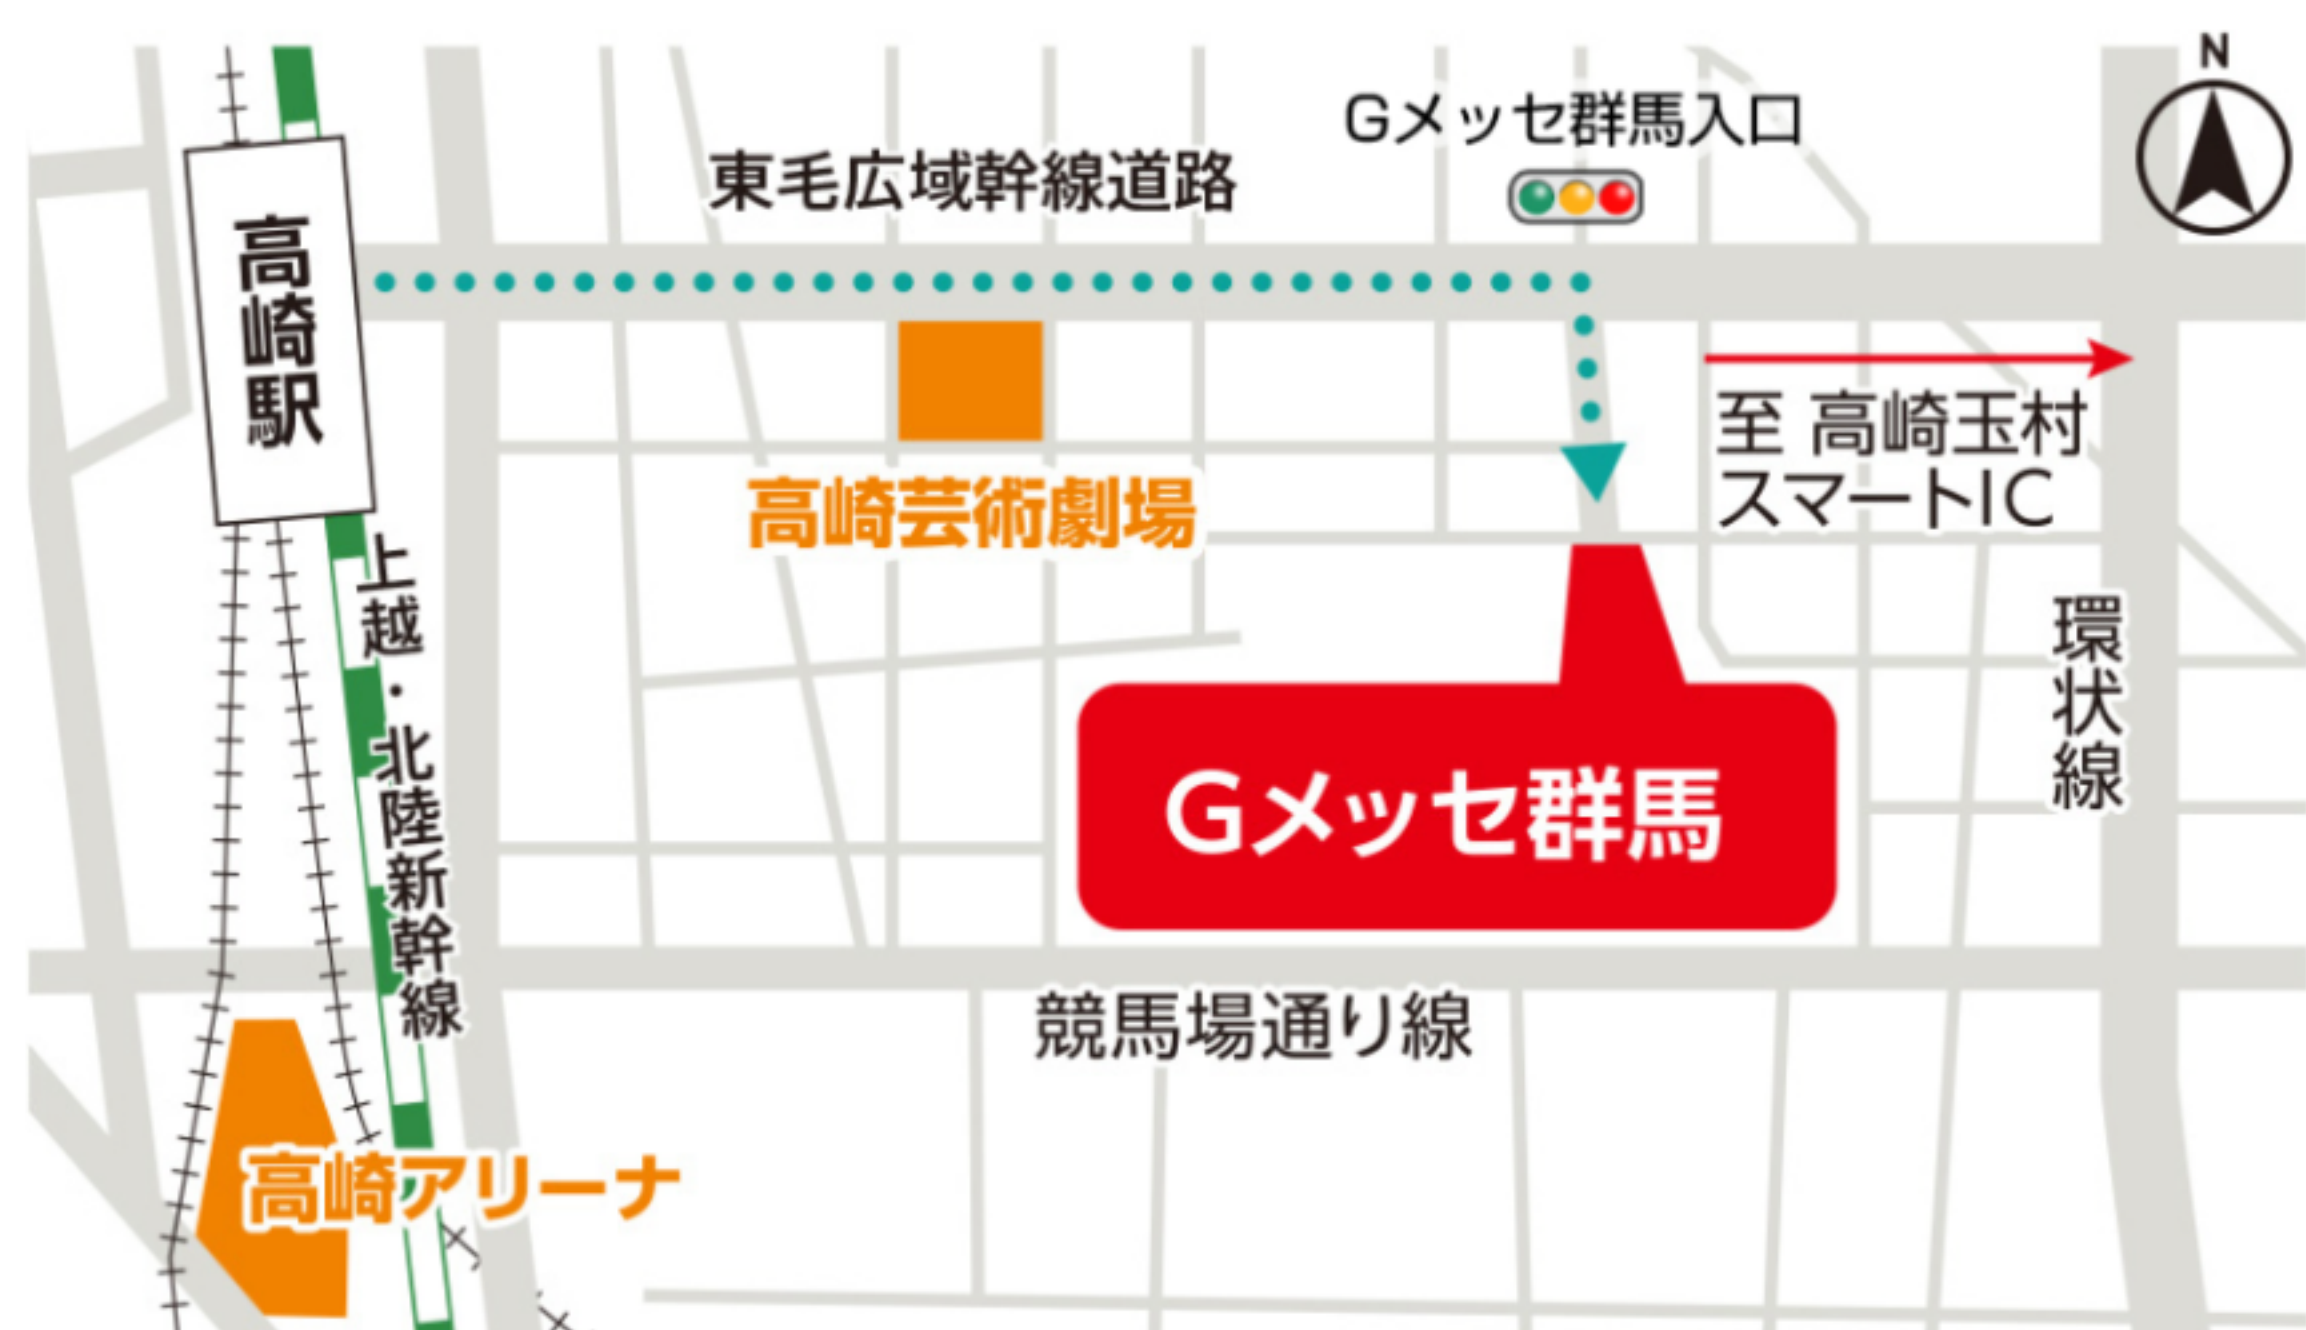 N
Gメッセ群馬入口
東毛広域幹線道路
高崎駅
至 高崎玉村
スマートIC
高崎芸術劇場
上越・北陸新幹線
環状線
Gメッセ群馬
競馬場通り線
高崎アリーナ